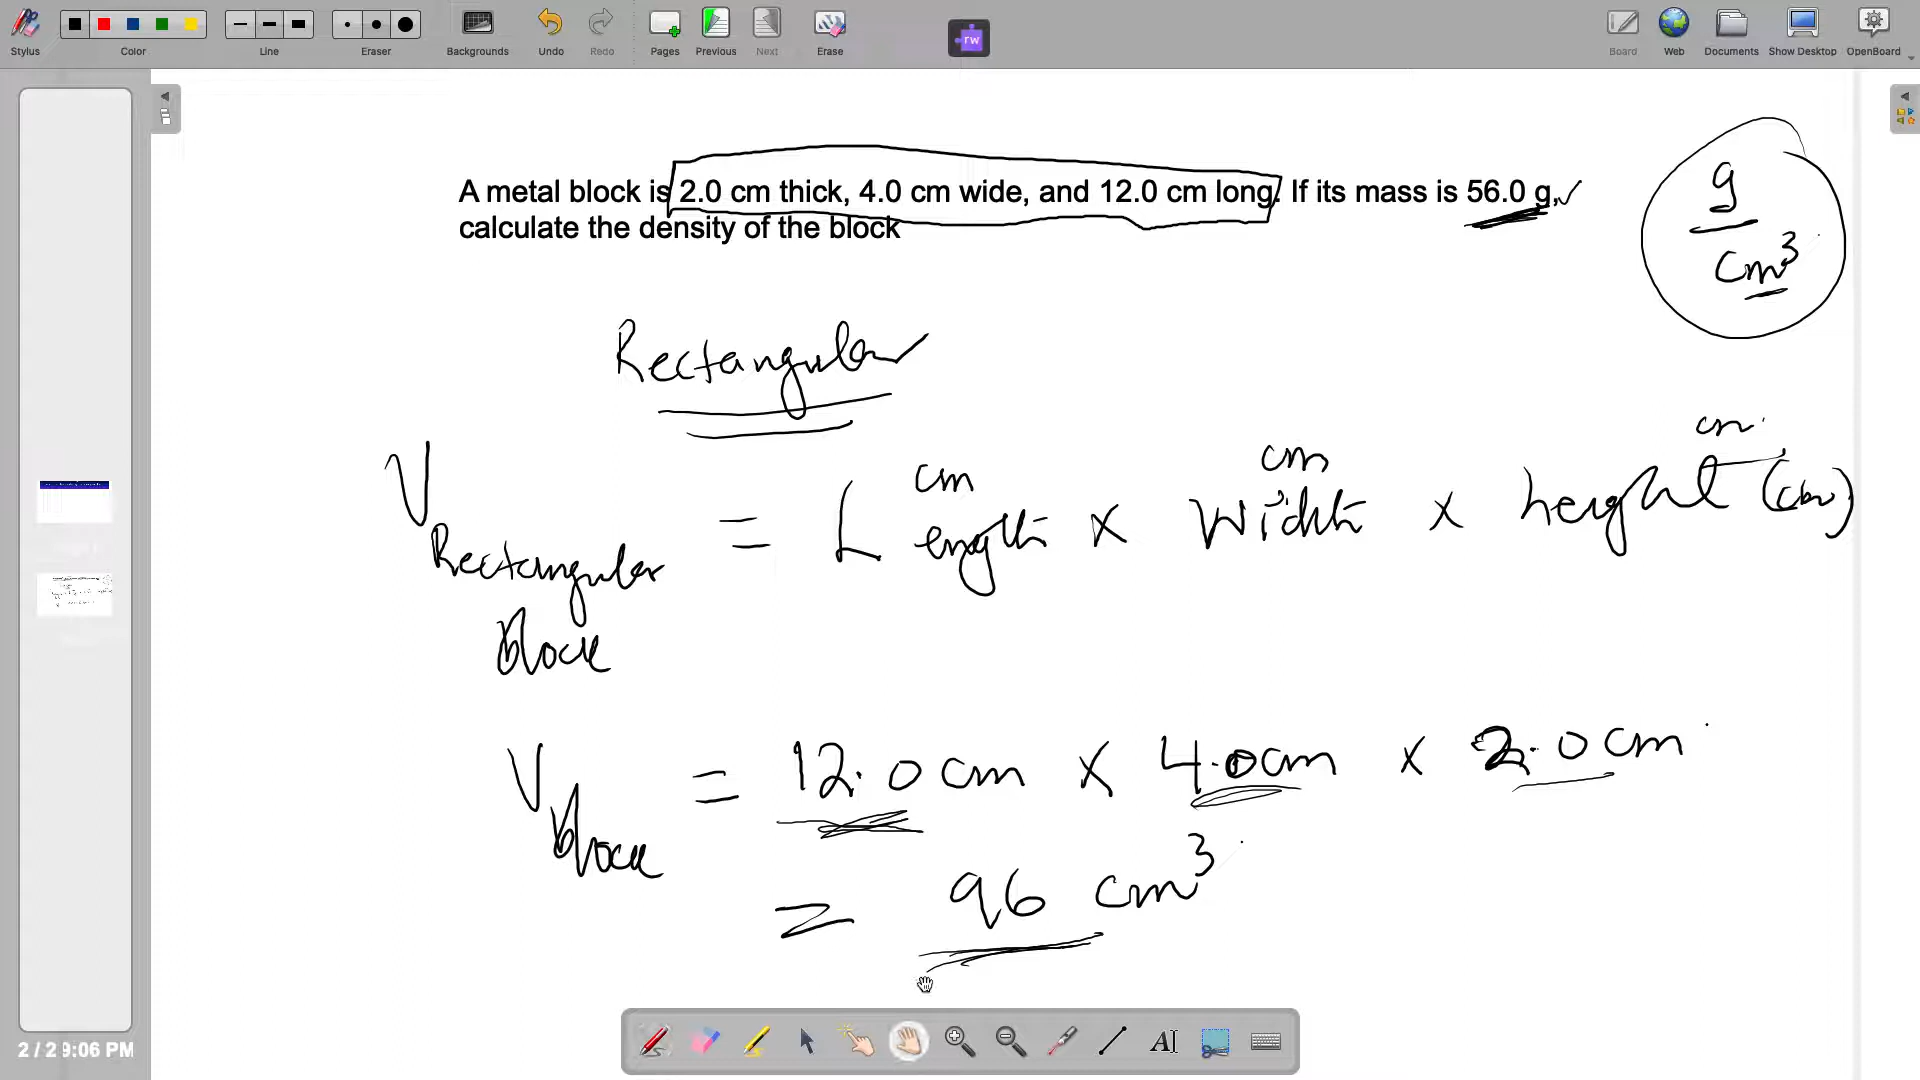 Stylus
Color
Line
Eraser
Backgrounds
Undo
Redo
Pages
Previous
Next
Erase
rw
Board
Web
Documents
Show Desktop
OpenBoard
A metal block is 2.0 cm thick, 4.0 cm wide, and 12.0 cm long. If its mass is 56.0 g,
calculate the density of the block
g
cm³
Rectangular
V Rectangular block = Length cm x Width cm x height cm (cm)
V block = 12.0 cm x 4.0 cm x 2.0 cm
= 96 cm³
2 / 2 9:06 PM